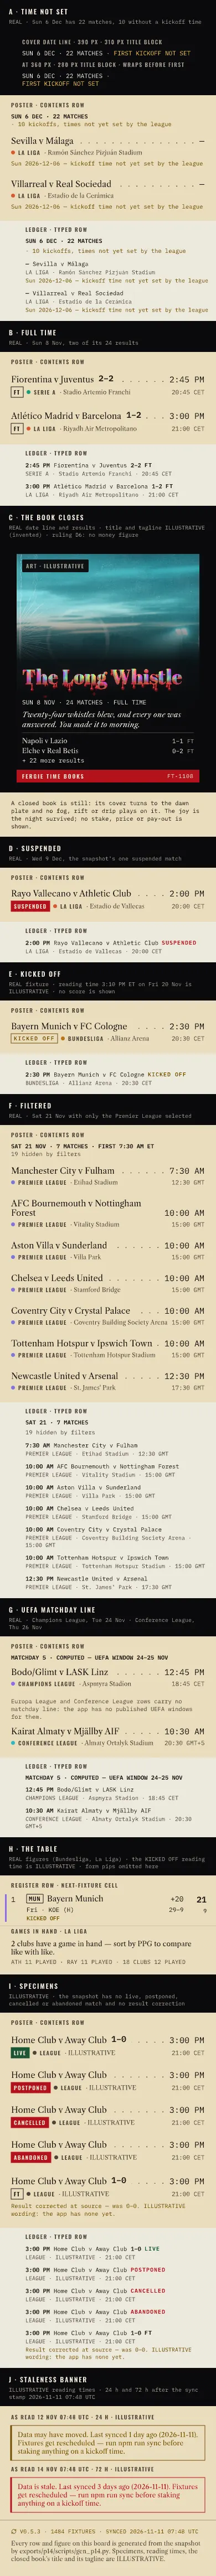 A · TIME NOT SET
REAL · Sun 6 Dec has 22 matches, 10 without a kickoff time
COVER DATE LINE · 390 PX · 310 PX TITLE BLOCK
SUN 6 DEC · 22 MATCHES · FIRST KICKOFF NOT SET
AT 360 PX · 280 PX TITLE BLOCK · WRAPS BEFORE FIRST
SUN 6 DEC · 22 MATCHES ·
FIRST KICKOFF NOT SET
POSTER · CONTENTS ROW
SUN 6 DEC · 22 MATCHES
· 10 kickoffs, times not yet set by the league
Sevilla v Málaga . . . . . . . . . . . . . . . —
LA LIGA · Ramón Sánchez Pizjuán Stadium
Sun 2026-12-06 — kickoff time not yet set by the league
Villarreal v Real Sociedad . . . . . . . . . —
LA LIGA · Estadio de la Cerámica
Sun 2026-12-06 — kickoff time not yet set by the league
LEDGER · TYPED ROW
SUN 6 DEC · 22 MATCHES
· 10 kickoffs, times not yet set by the league
— Sevilla v Málaga
LA LIGA · Ramón Sánchez Pizjuán Stadium
Sun 2026-12-06 — kickoff time not yet set by the league
— Villarreal v Real Sociedad
LA LIGA · Estadio de la Cerámica
Sun 2026-12-06 — kickoff time not yet set by the league
B · FULL TIME
REAL · Sun 8 Nov, two of its 24 results
POSTER · CONTENTS ROW
Fiorentina v Juventus 2–2 . . . . . . 2:45 PM
FT SERIE A · Stadio Artemio Franchi 20:45 CET
Atlético Madrid v Barcelona 1–2 . . . 3:00 PM
FT LA LIGA · Riyadh Air Metropolitano 21:00 CET
LEDGER · TYPED ROW
2:45 PM Fiorentina v Juventus 2–2 FT
SERIE A · Stadio Artemio Franchi · 20:45 CET
3:00 PM Atlético Madrid v Barcelona 1–2 FT
LA LIGA · Riyadh Air Metropolitano · 21:00 CET
C · THE BOOK CLOSES
REAL date line and results · title and tagline ILLUSTRATIVE
(invented) · ruling D6: no money figure
ART · ILLUSTRATIVE
The Long Whistle
SUN 8 NOV · 24 MATCHES · FULL TIME
Twenty-four whistles blew, and every one was
answered. You made it to morning.
Napoli v Lazio 1–1 FT
Elche v Real Betis 0–2 FT
+ 22 more results
FERGIE TIME BOOKS FT-1108
A closed book is still: its cover turns to the dawn
plate and no fog, rift or drip plays on it. The joy is
the night survived; no stake, price or pay-out is
shown.
D · SUSPENDED
REAL · Wed 9 Dec, the snapshot's one suspended match
POSTER · CONTENTS ROW
Rayo Vallecano v Athletic Club . . . . . 2:00 PM
SUSPENDED LA LIGA · Estadio de Vallecas 20:00 CET
LEDGER · TYPED ROW
2:00 PM Rayo Vallecano v Athletic Club SUSPENDED
LA LIGA · Estadio de Vallecas · 20:00 CET
E · KICKED OFF
REAL fixture · reading time 3:10 PM ET on Fri 20 Nov is
ILLUSTRATIVE · no score is shown
POSTER · CONTENTS ROW
Bayern Munich v FC Cologne . . . . . 2:30 PM
KICKED OFF BUNDESLIGA · Allianz Arena 20:30 CET
LEDGER · TYPED ROW
2:30 PM Bayern Munich v FC Cologne KICKED OFF
BUNDESLIGA · Allianz Arena · 20:30 CET
F · FILTERED
REAL · Sat 21 Nov with only the Premier League selected
POSTER · CONTENTS ROW
SAT 21 NOV · 7 MATCHES · FIRST 7:30 AM ET
19 hidden by filters
Manchester City v Fulham . . . . . . . 7:30 AM
PREMIER LEAGUE · Etihad Stadium 12:30 GMT
AFC Bournemouth v Nottingham
Forest 10:00 AM
PREMIER LEAGUE · Vitality Stadium 15:00 GMT
Aston Villa v Sunderland . . . . . . . 10:00 AM
PREMIER LEAGUE · Villa Park 15:00 GMT
Chelsea v Leeds United . . . . . . . . 10:00 AM
PREMIER LEAGUE · Stamford Bridge 15:00 GMT
Coventry City v Crystal Palace . . . . 10:00 AM
PREMIER LEAGUE · Coventry Building Society Arena 15:00 GMT
Tottenham Hotspur v Ipswich Town . 10:00 AM
PREMIER LEAGUE · Tottenham Hotspur Stadium 15:00 GMT
Newcastle United v Arsenal . . . . . 12:30 PM
PREMIER LEAGUE · St. James' Park 17:30 GMT
LEDGER · TYPED ROW
SAT 21 · 7 MATCHES
19 hidden by filters
7:30 AM Manchester City v Fulham
PREMIER LEAGUE · Etihad Stadium · 12:30 GMT
10:00 AM AFC Bournemouth v Nottingham Forest
PREMIER LEAGUE · Vitality Stadium · 15:00 GMT
10:00 AM Aston Villa v Sunderland
PREMIER LEAGUE · Villa Park · 15:00 GMT
10:00 AM Chelsea v Leeds United
PREMIER LEAGUE · Stamford Bridge · 15:00 GMT
10:00 AM Coventry City v Crystal Palace
PREMIER LEAGUE · Coventry Building Society Arena ·
15:00 GMT
10:00 AM Tottenham Hotspur v Ipswich Town
PREMIER LEAGUE · Tottenham Hotspur Stadium · 15:00 GMT
12:30 PM Newcastle United v Arsenal
PREMIER LEAGUE · St. James' Park · 17:30 GMT
G · UEFA MATCHDAY LINE
REAL · Champions League, Tue 24 Nov · Conference League,
Thu 26 Nov
POSTER · CONTENTS ROW
MATCHDAY 5 · COMPUTED — UEFA WINDOW 24–25 NOV
Bodo/Glimt v LASK Linz . . . . . . 12:45 PM
CHAMPIONS LEAGUE · Aspmyra Stadion 18:45 CET
Europa League and Conference League rows carry no
matchday line: the app has no published UEFA windows
for them.
Kairat Almaty v Mjällby AIF . . . . . 10:30 AM
CONFERENCE LEAGUE · Almaty Ortalyk Stadium 20:30 GMT+5
LEDGER · TYPED ROW
MATCHDAY 5 · COMPUTED — UEFA WINDOW 24–25 NOV
12:45 PM Bodo/Glimt v LASK Linz
CHAMPIONS LEAGUE · Aspmyra Stadion · 18:45 CET
10:30 AM Kairat Almaty v Mjällby AIF
CONFERENCE LEAGUE · Almaty Ortalyk Stadium · 20:30
GMT+5
H · THE TABLE
REAL figures (Bundesliga, La Liga) · the KICKED OFF reading
time is ILLUSTRATIVE · form pips omitted here
REGISTER ROW · NEXT-FIXTURE CELL
1 MUN Bayern Munich +20 21
Fri · KOE (H) 29–9 9
KICKED OFF
GAMES IN HAND · LA LIGA
2 clubs have a game in hand — sort by PPG to compare
like with like.
ATH 11 PLAYED · RAY 11 PLAYED · 18 CLUBS 12 PLAYED
I · SPECIMENS
ILLUSTRATIVE · the snapshot has no live, postponed,
cancelled or abandoned match and no result correction
POSTER · CONTENTS ROW
Home Club v Away Club 1–0 . . . . . 3:00 PM
LIVE LEAGUE · ILLUSTRATIVE 21:00 CET
Home Club v Away Club . . . . . . . . 3:00 PM
POSTPONED LEAGUE · ILLUSTRATIVE 21:00 CET
Home Club v Away Club . . . . . . . . 3:00 PM
CANCELLED LEAGUE · ILLUSTRATIVE 21:00 CET
Home Club v Away Club . . . . . . . . 3:00 PM
ABANDONED LEAGUE · ILLUSTRATIVE 21:00 CET
Home Club v Away Club 1–0 . . . . . 3:00 PM
FT LEAGUE · ILLUSTRATIVE 21:00 CET
Result corrected at source — was 0–0. ILLUSTRATIVE
wording: the app has none yet.
LEDGER · TYPED ROW
3:00 PM Home Club v Away Club 1–0 LIVE
LEAGUE · ILLUSTRATIVE · 21:00 CET
3:00 PM Home Club v Away Club POSTPONED
LEAGUE · ILLUSTRATIVE · 21:00 CET
3:00 PM Home Club v Away Club CANCELLED
LEAGUE · ILLUSTRATIVE · 21:00 CET
3:00 PM Home Club v Away Club ABANDONED
LEAGUE · ILLUSTRATIVE · 21:00 CET
3:00 PM Home Club v Away Club 1–0 FT
LEAGUE · ILLUSTRATIVE · 21:00 CET
Result corrected at source — was 0–0. ILLUSTRATIVE
wording: the app has none yet.
J · STALENESS BANNER
ILLUSTRATIVE reading times · 24 h and 72 h after the sync
stamp 2026-11-11 07:40 UTC
AS READ 12 NOV 07:40 UTC · 24 H · ILLUSTRATIVE
Data may have moved. Last synced 1 day ago (2026-11-11).
Fixtures get rescheduled — run npm run sync before
staking anything on a kickoff time.
AS READ 14 NOV 07:40 UTC · 72 H · ILLUSTRATIVE
Data is stale. Last synced 3 days ago (2026-11-11). Fixtures
get rescheduled — run npm run sync before staking
anything on a kickoff time.
V0.5.3 · 1484 FIXTURES · SYNCED 2026-11-11 07:40 UTC
Every row and figure on this board is generated from the snapshot
by exports/pl4/scripts/gen_pl4.py. Specimens, reading times, the
closed book's title and its tagline are ILLUSTRATIVE.